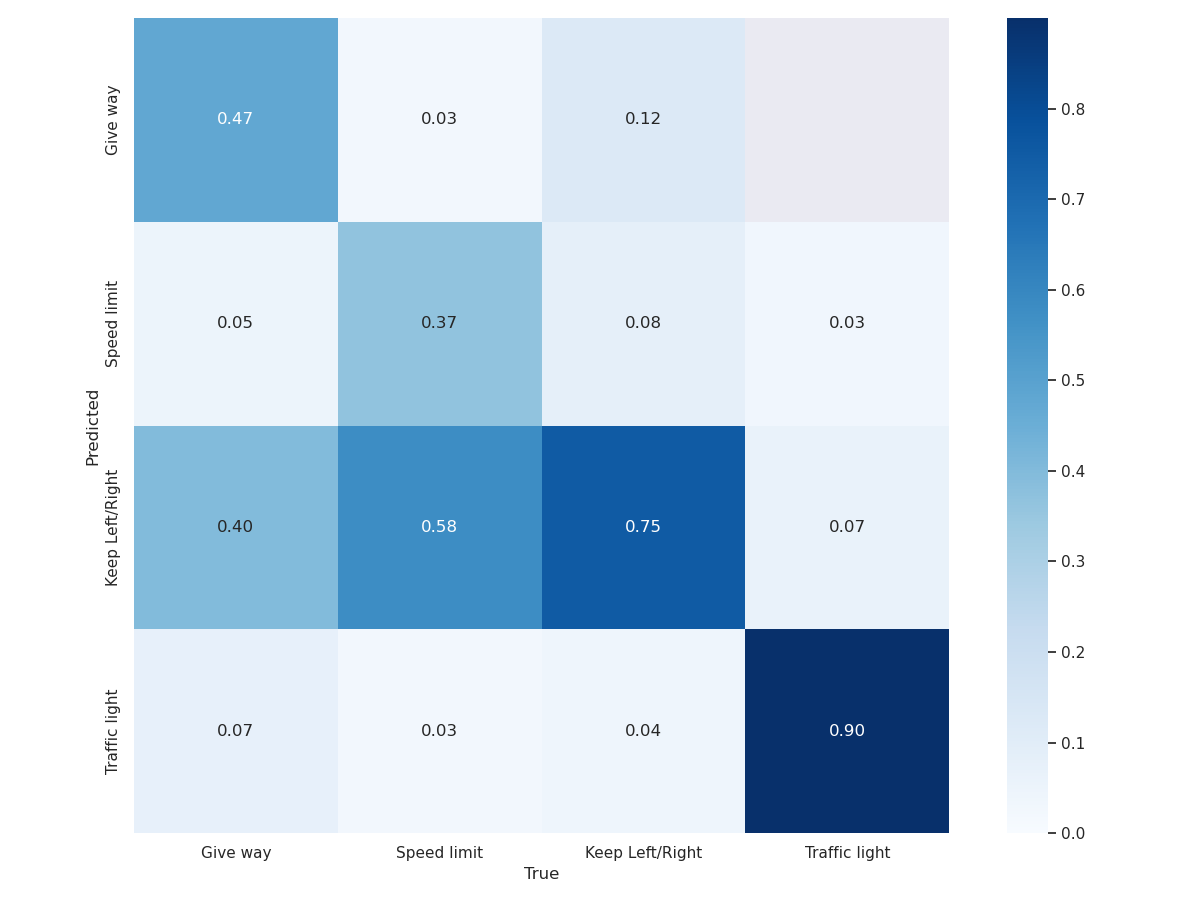 Predicted
Give way
0.47
0.03
0.12
Speed limit
0.05
0.37
0.08
0.03
Keep Left/Right
0.40
0.58
0.75
0.07
Traffic light
0.07
0.03
0.04
0.90
Give way
Speed limit
Keep Left/Right
Traffic light
True
0.8
0.7
0.6
0.5
0.4
0.3
0.2
0.1
0.0